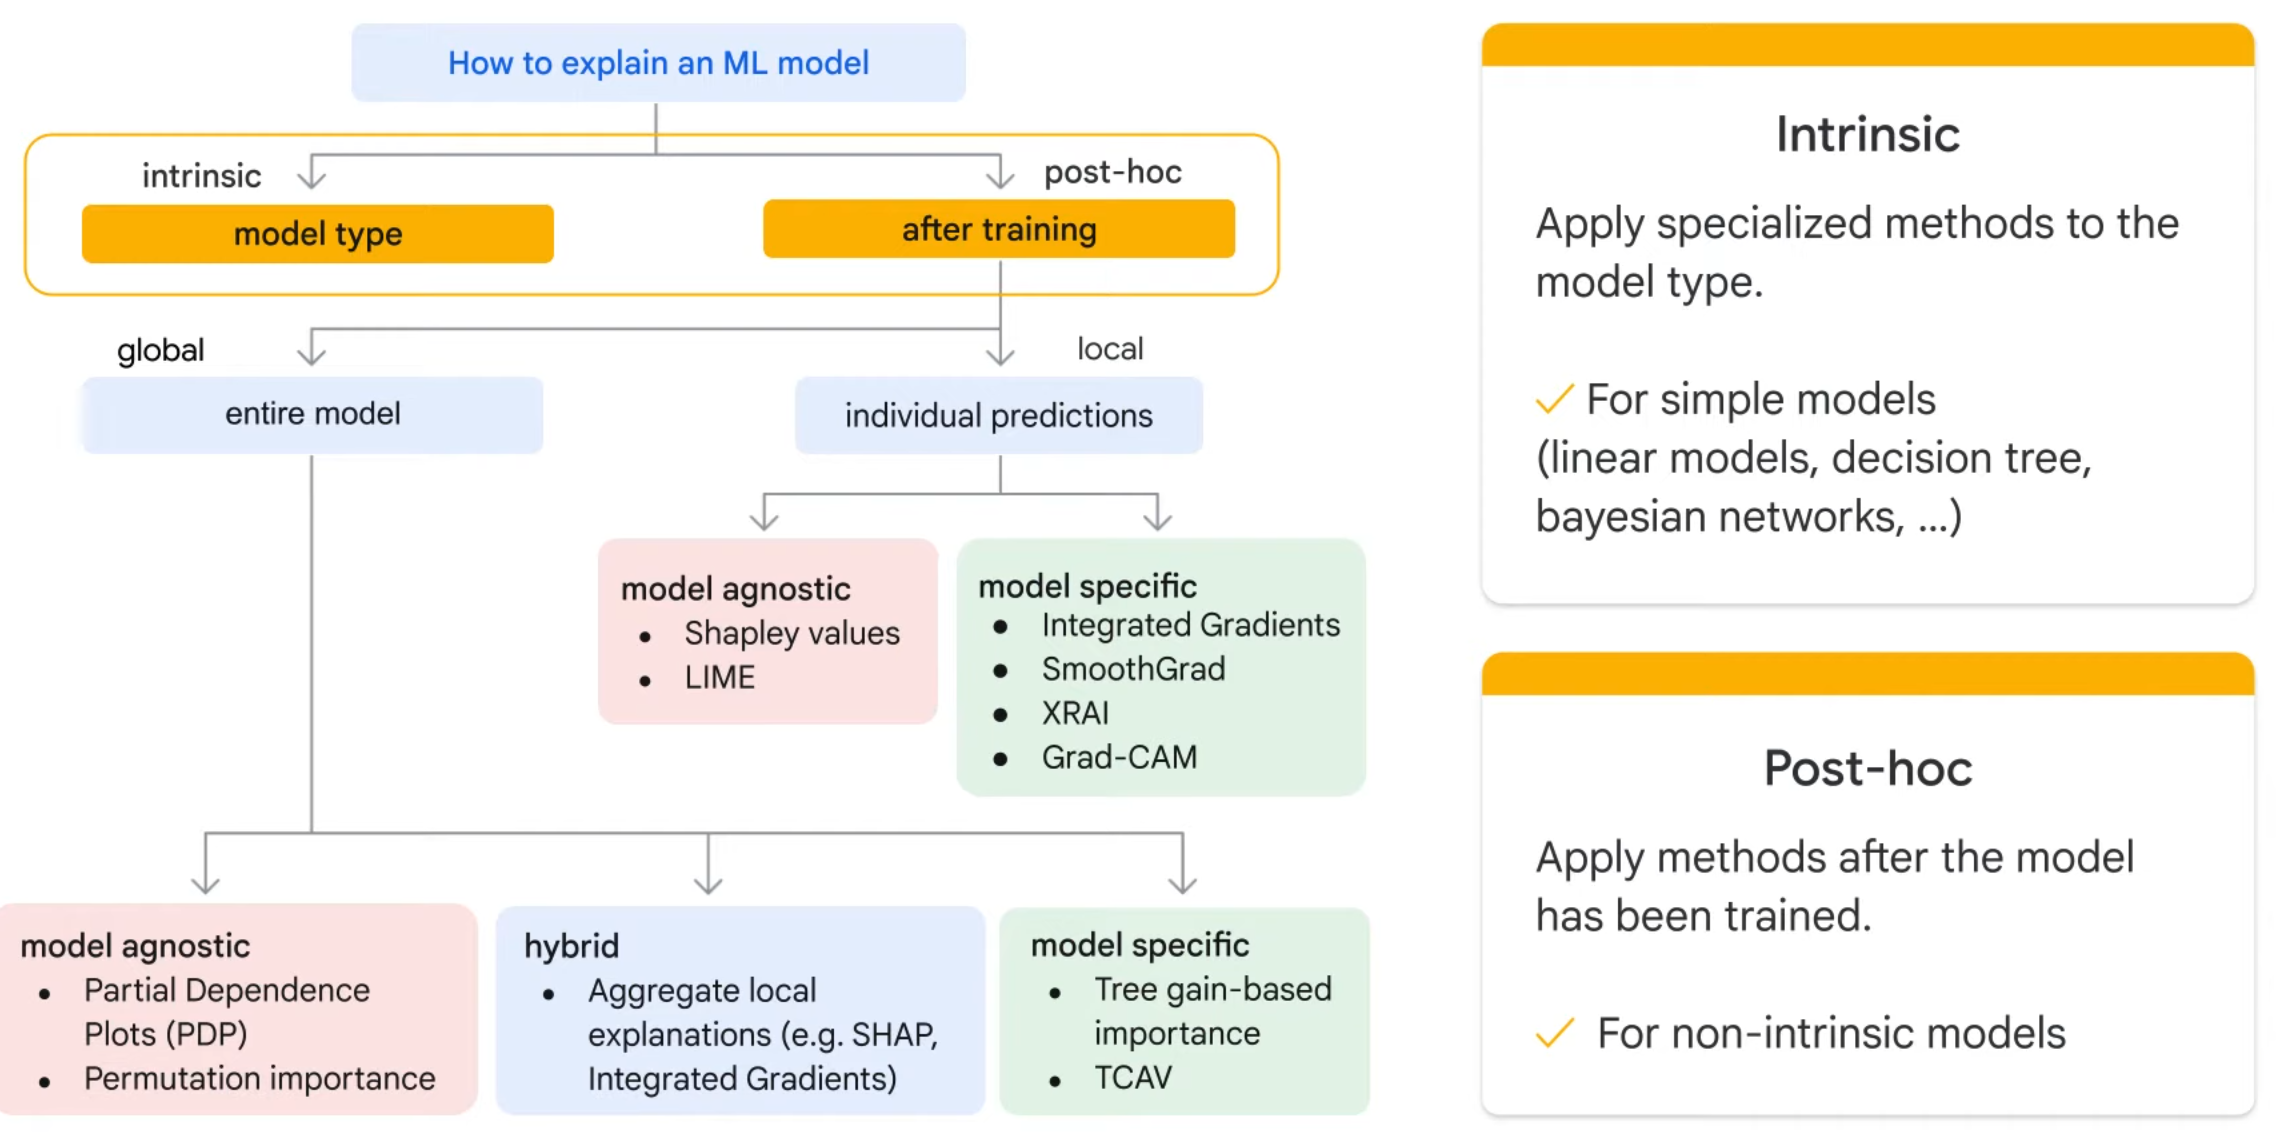 How to explain an ML model
intrinsic
post-hoc
model type
after training
global
local
entire model
individual predictions
model agnostic
• Shapley values
• LIME
model specific
• Integrated Gradients
• SmoothGrad
• XRAI
• Grad-CAM
model agnostic
• Partial Dependence
Plots (PDP)
• Permutation importance
hybrid
• Aggregate local
explanations (e.g. SHAP,
Integrated Gradients)
model specific
• Tree gain-based
importance
• TCAV
Intrinsic
Apply specialized methods to the
model type.
✓ For simple models
(linear models, decision tree,
bayesian networks, ...)
Post-hoc
Apply methods after the model
has been trained.
✓ For non-intrinsic models